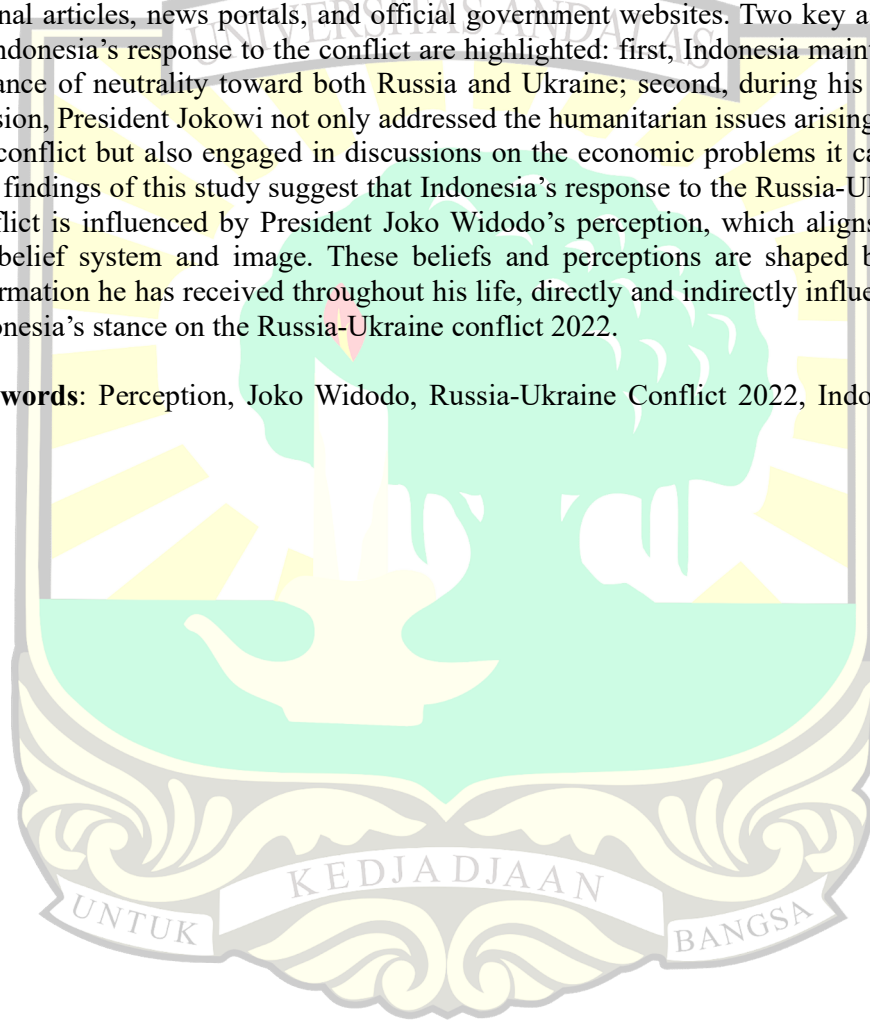 nal articles, news portals, and official government websites. Two key a
UNIVERSITAS ANDALAS
ndonesia’s response to the conflict are highlighted: first, Indonesia maint
ance of neutrality toward both Russia and Ukraine; second, during his
sion, President Jokowi not only addressed the humanitarian issues arising
conflict but also engaged in discussions on the economic problems it ca
findings of this study suggest that Indonesia’s response to the Russia-U
flict is influenced by President Joko Widodo’s perception, which aligns
belief system and image. These beliefs and perceptions are shaped b
rmation he has received throughout his life, directly and indirectly influe
onesia’s stance on the Russia-Ukraine conflict 2022.
words: Perception, Joko Widodo, Russia-Ukraine Conflict 2022, Indo
UNTUK KEDJADJAAN BANGSA